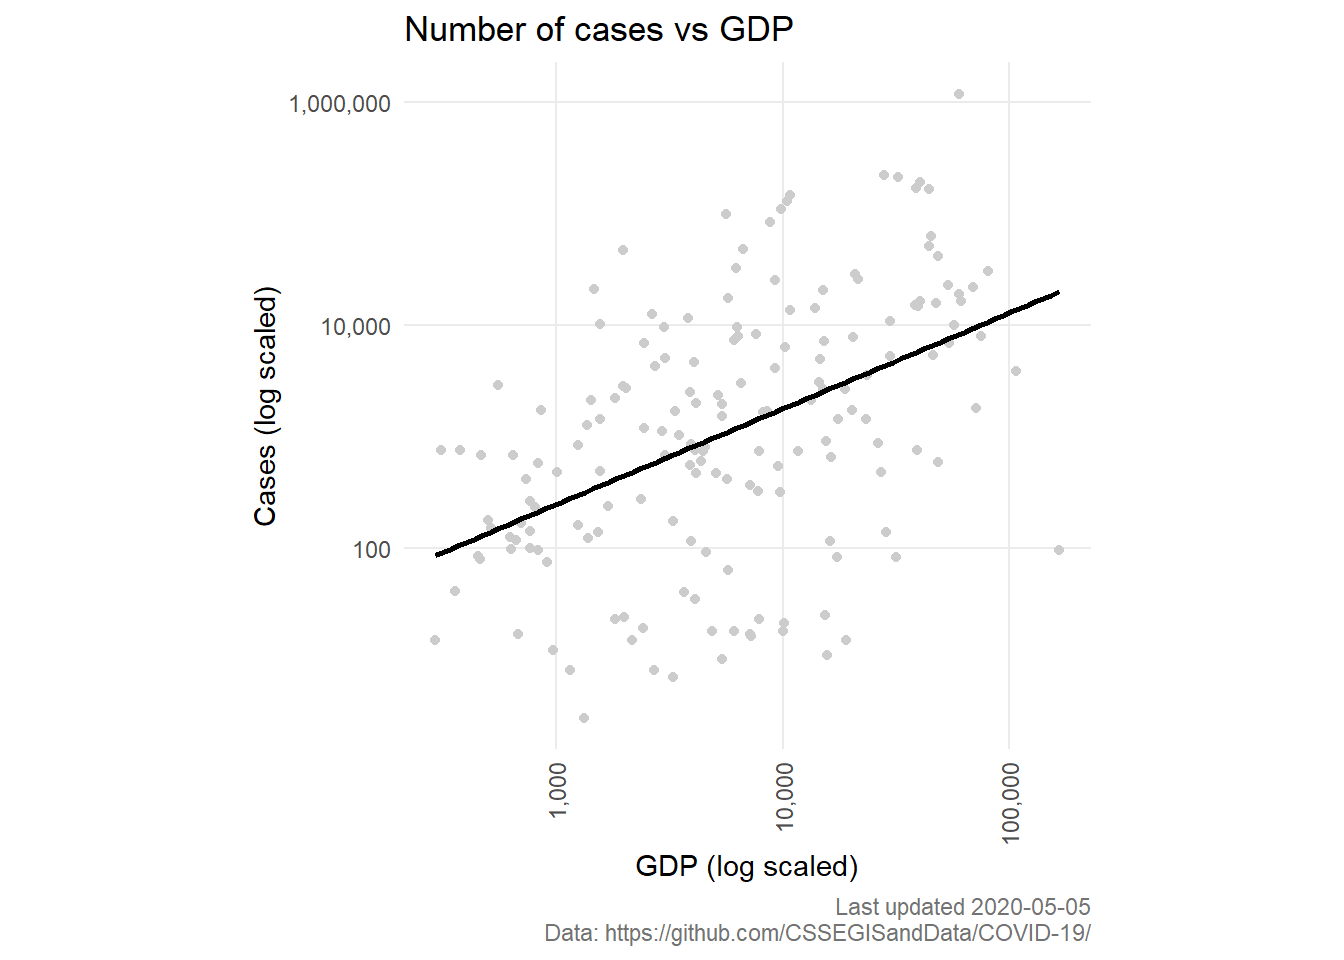 Number of cases vs GDP
1,000,000
10,000
100
Cases (log scaled)
1,000
10,000
100,000
GDP (log scaled)
Last updated 2020-05-05
Data: https://github.com/CSSEGISandData/COVID-19/